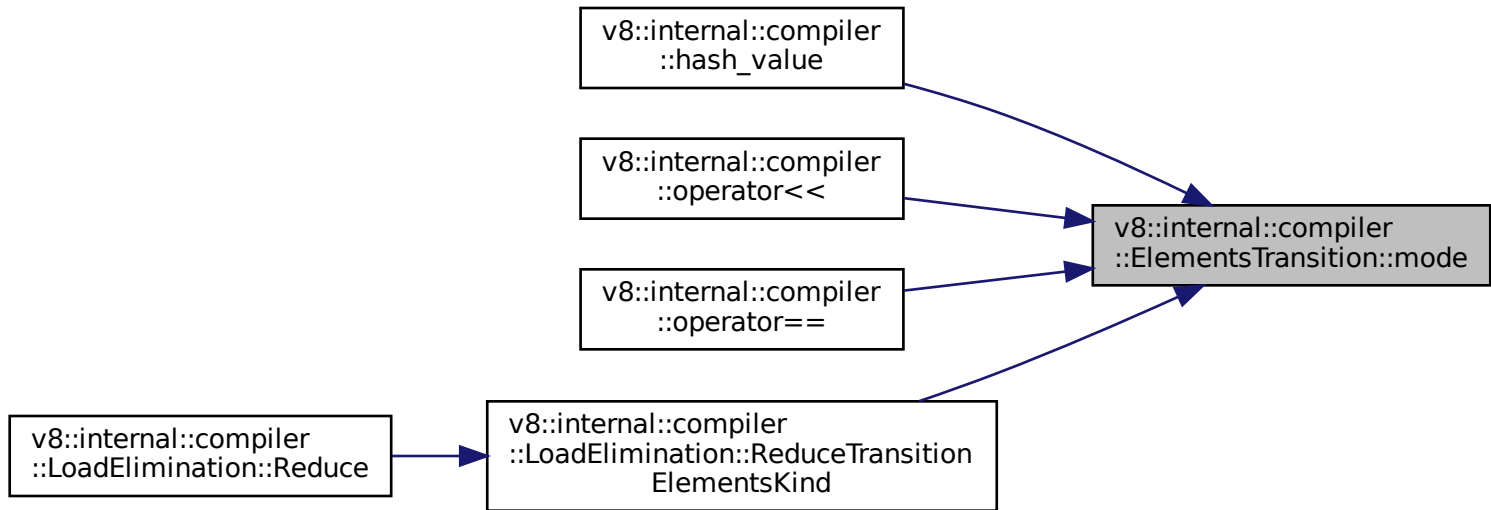 v8::internal::compiler
::hash_value
v8::internal::compiler
::operator<<
v8::internal::compiler
::ElementsTransition::mode
v8::internal::compiler
::operator==
v8::internal::compiler
::LoadElimination::ReduceTransition
ElementsKind
v8::internal::compiler
::LoadElimination::Reduce